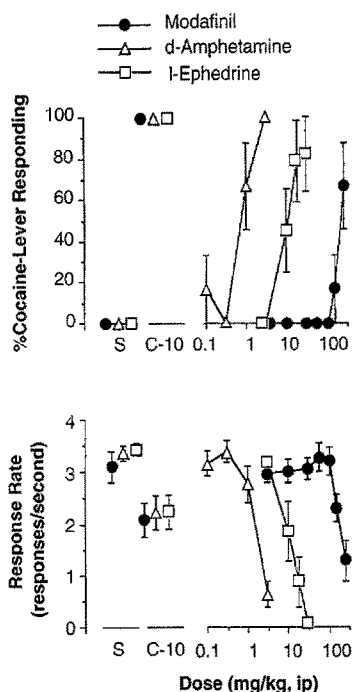 Modafinil
d-Amphetamine
l-Ephedrine
%Cocaine-Lever Responding
100
80
60
40
20
0
S C-10 0.1 1 10 100
Response Rate
(responses/second)
4
3
2
1
0
S C-10 0.1 1 10 100
Dose (mg/kg, ip)